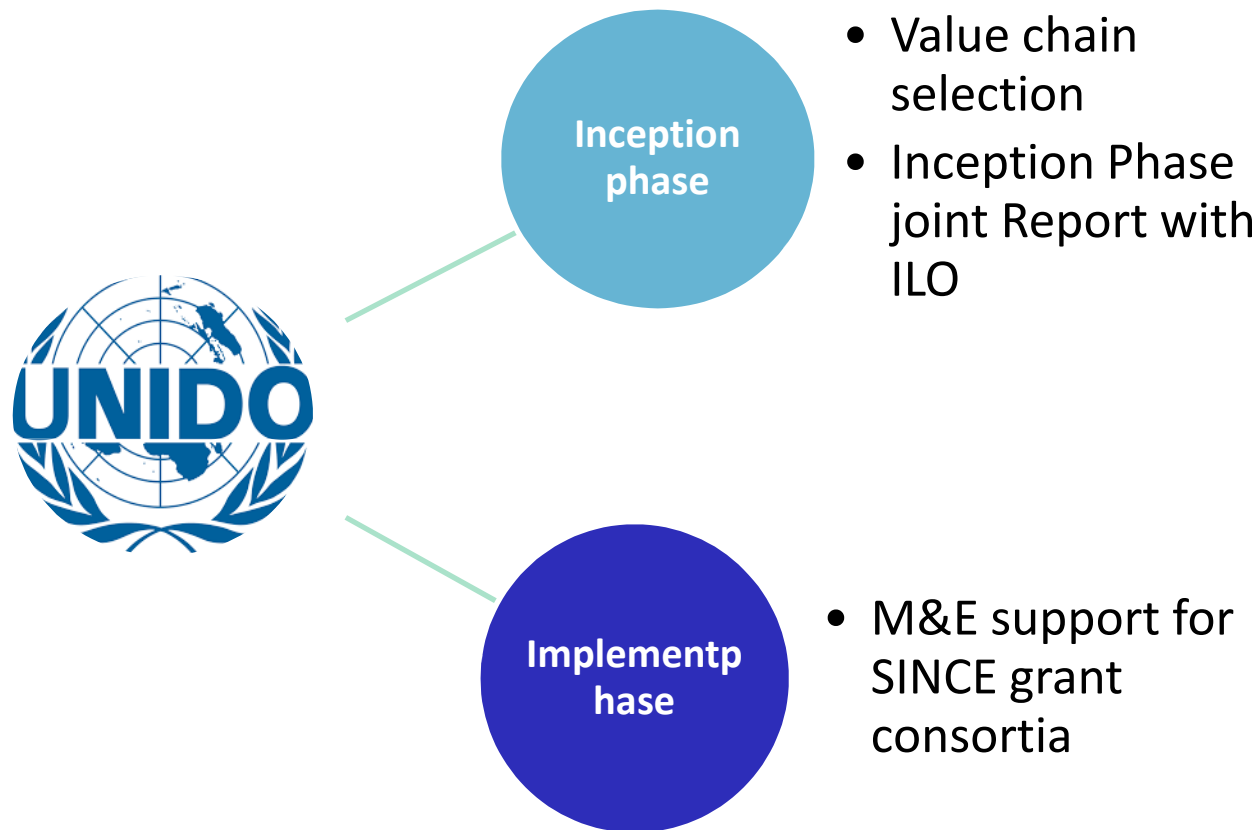 Inception
phase
• Value chain
selection
• Inception Phase
joint Report with
ILO
UNIDO
Implementp
hase
• M&E support for
SINCE grant
consortia